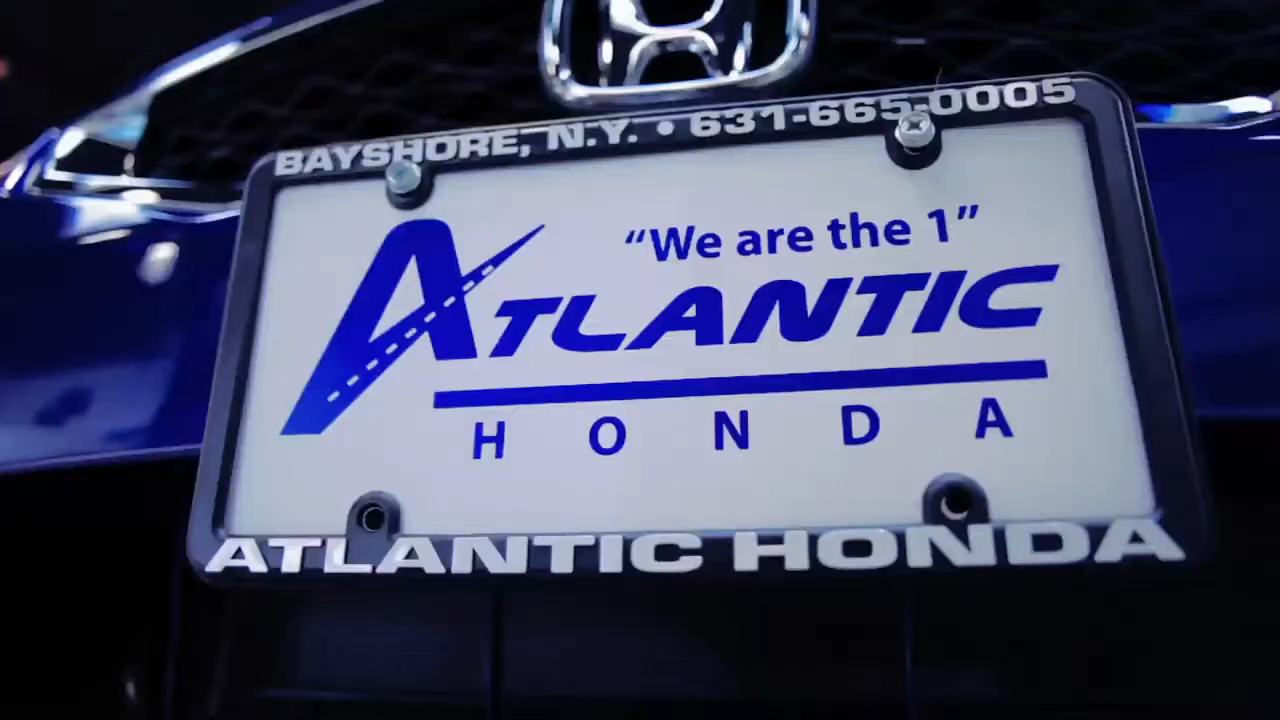 BAYSHORE, N.Y. • 631-665-0005
“We are the 1”
ATLANTIC
HONDA
ATLANTIC HONDA